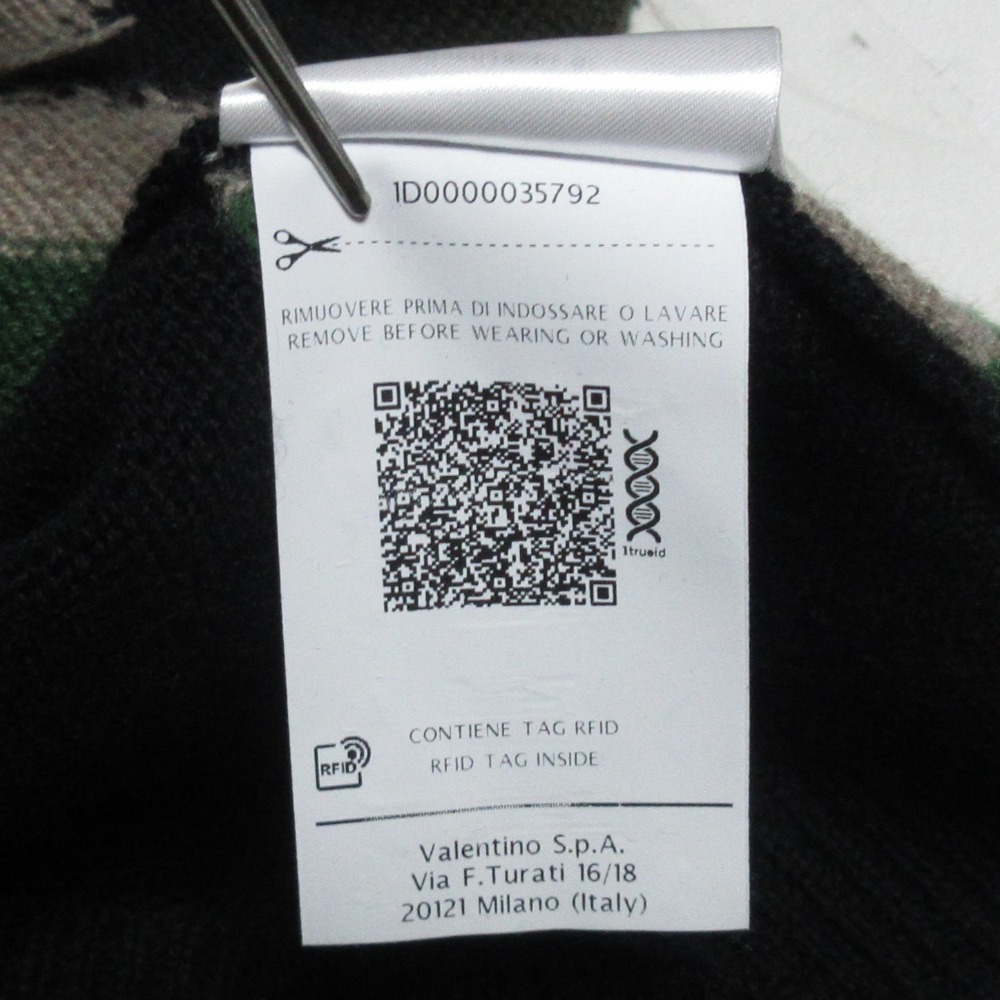 1D0000035792
RIMUOVERE PRIMA DI INDOSSARE O LAVARE
REMOVE BEFORE WEARING OR WASHING
1trueid
CONTIENE TAG RFID
RFID TAG INSIDE
RFID
Valentino S.p.A.
Via F.Turati 16/18
20121 Milano (Italy)